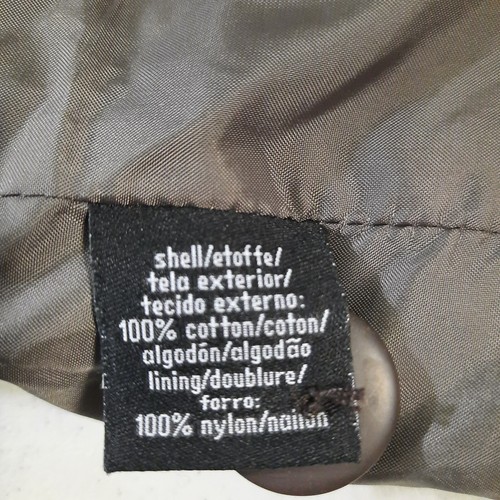 shell/etoffe/
tela exterior/
tecido externo:
100% cotton/coton/
algodón/algodão
lining/doublure/
forro:
100% nylon/nailon